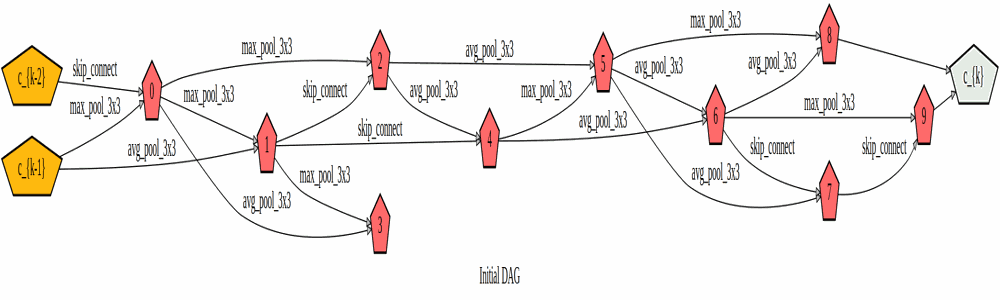 c_{k-2}
skip_connect
max_pool_3x3
c_{k-1}
avg_pool_3x3
0
max_pool_3x3
max_pool_3x3
avg_pool_3x3
1
skip_connect
skip_connect
max_pool_3x3
2
3
avg_pool_3x3
avg_pool_3x3
4
max_pool_3x3
avg_pool_3x3
5
max_pool_3x3
avg_pool_3x3
avg_pool_3x3
6
avg_pool_3x3
max_pool_3x3
skip_connect
8
7
skip_connect
9
c_{k}
Initial DAG